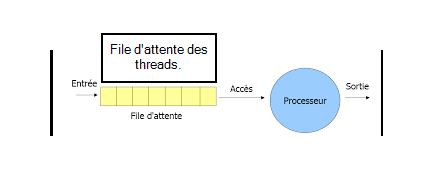 File d'attente des
threads.
Entrée
File d'attente
Accès
Processeur
Sortie